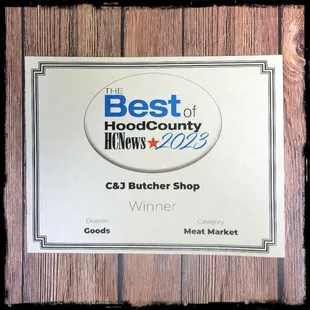 THE
Best of
HoodCounty
HCNews★2023
C&J Butcher Shop
Winner
Division
Goods
Category
Meat Market